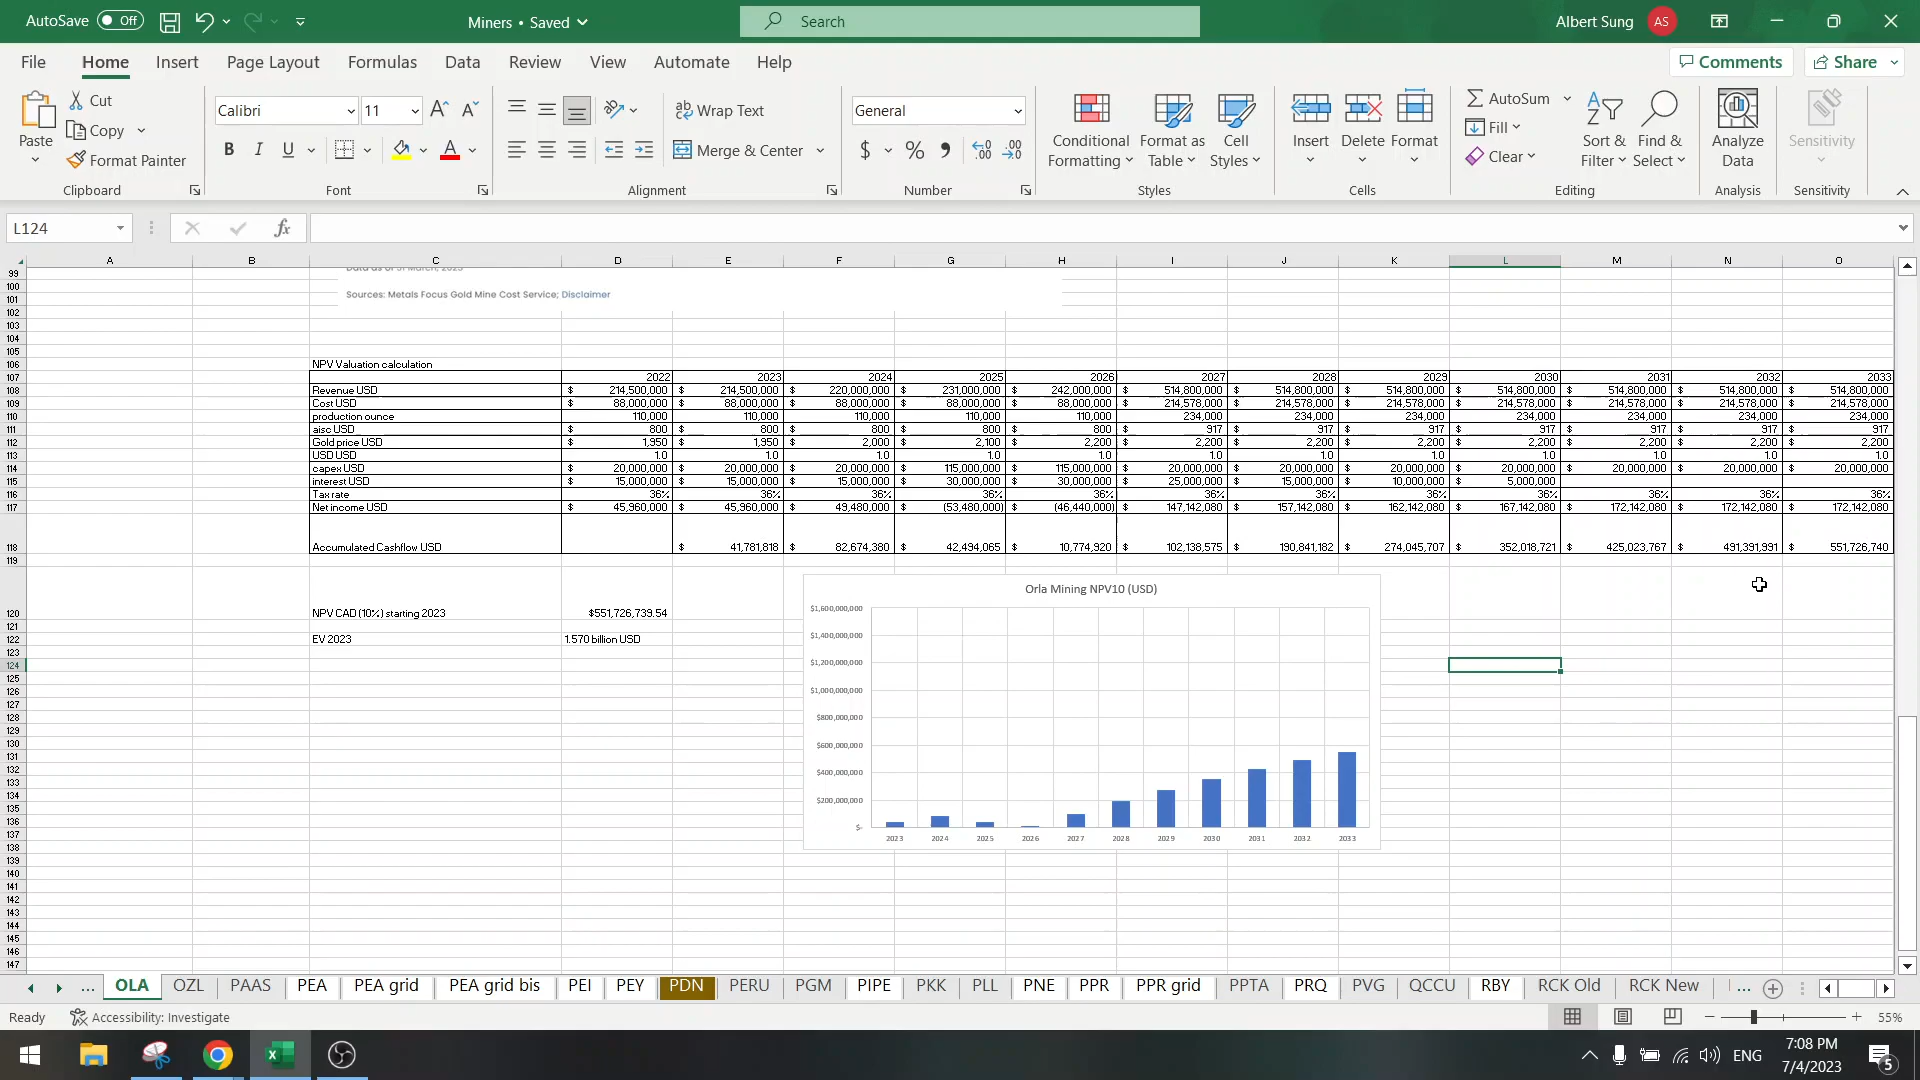 AutoSave Off Miners • Saved Search Albert Sung AS
File Home Insert Page Layout Formulas Data Review View Automate Help Comments Share
Paste Cut Copy Format Painter Clipboard
Calibri 11 B I U Font
Wrap Text Merge & Center Alignment
General $ % Number
Conditional Formatting Format as Table Cell Styles Styles
Insert Delete Format Cells
AutoSum Fill Clear Sort & Filter Find & Select Editing
Analyze Data Analysis
Sensitivity Sensitivity
L124 fx
A B C D E F G H I J K L M N O
99
100
101 Sources: Metals Focus Gold Mine Cost Service; Disclaimer
102
103
104
105
106 NPV Valuation calculation
107 2022 2023 2024 2025 2026 2027 2028 2029 2030 2031 2032 2033
108 Revenue USD $ 214,500,000 $ 214,500,000 $ 220,000,000 $ 231,000,000 $ 242,000,000 $ 514,800,000 $ 514,800,000 $ 514,800,000 $ 514,800,000 $ 514,800,000 $ 514,800,000 $ 514,800,000
109 Cost USD $ 88,000,000 $ 88,000,000 $ 88,000,000 $ 88,000,000 $ 88,000,000 $ 214,578,000 $ 214,578,000 $ 214,578,000 $ 214,578,000 $ 214,578,000 $ 214,578,000 $ 214,578,000
110 production ounce 110,000 110,000 110,000 110,000 110,000 234,000 234,000 234,000 234,000 234,000 234,000 234,000
111 aisc USD $ 800 $ 800 $ 800 $ 800 $ 800 $ 917 $ 917 $ 917 $ 917 $ 917 $ 917 $ 917
112 Gold price USD $ 1,950 $ 1,950 $ 2,000 $ 2,100 $ 2,200 $ 2,200 $ 2,200 $ 2,200 $ 2,200 $ 2,200 $ 2,200 $ 2,200
113 USD USD 1.0 1.0 1.0 1.0 1.0 1.0 1.0 1.0 1.0 1.0 1.0 1.0
114 capex USD $ 20,000,000 $ 20,000,000 $ 20,000,000 $ 115,000,000 $ 115,000,000 $ 20,000,000 $ 20,000,000 $ 20,000,000 $ 20,000,000 $ 20,000,000 $ 20,000,000 $ 20,000,000
115 interest USD $ 15,000,000 $ 15,000,000 $ 15,000,000 $ 30,000,000 $ 30,000,000 $ 25,000,000 $ 15,000,000 $ 10,000,000 $ 5,000,000
116 Tax rate 36% 36% 36% 36% 36% 36% 36% 36% 36% 36% 36% 36%
117 Net income USD $ 45,960,000 $ 45,960,000 $ 49,480,000 $ (53,480,000) $ (46,440,000) $ 147,142,080 $ 157,142,080 $ 162,142,080 $ 167,142,080 $ 172,142,080 $ 172,142,080 $ 172,142,080
118 Accumulated Cashflow USD $ 41,781,818 $ 82,674,380 $ 42,494,065 $ 10,774,920 $ 102,138,575 $ 190,841,182 $ 274,045,707 $ 352,018,721 $ 425,023,767 $ 491,391,991 $ 551,726,740
119
Orla Mining NPV10 (USD)
$1,600,000,000
$1,400,000,000
$1,200,000,000
$1,000,000,000
$800,000,000
$600,000,000
$400,000,000
$200,000,000
$-
2023 2024 2025 2026 2027 2028 2029 2030 2031 2032 2033
120 NPV CAD (10%) starting 2023 $551,726,739.54
121
122 EV 2023 1.570 billion USD
123
124
125
126
127
128
129
130
131
132
133
134
135
136
137
138
139
140
141
142
143
144
145
146
147
... OLA OZL PAAS PEA PEA grid PEA grid bis PEI PEY PDN PERU PGM PIPE PKK PLL PNE PPR PPR grid PPTA PRQ PVG QCCU RBY RCK Old RCK New ...
Ready Accessibility: Investigate 55%
ENG 7:08 PM
7/4/2023 5